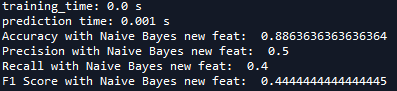 training_time: 0.0 s
prediction time: 0.001 s
Accuracy with Naive Bayes new feat:  0.8863636363636364
Precision with Naive Bayes new feat:  0.5
Recall with Naive Bayes new feat:  0.4
F1 Score with Naive Bayes new feat:  0.4444444444444445